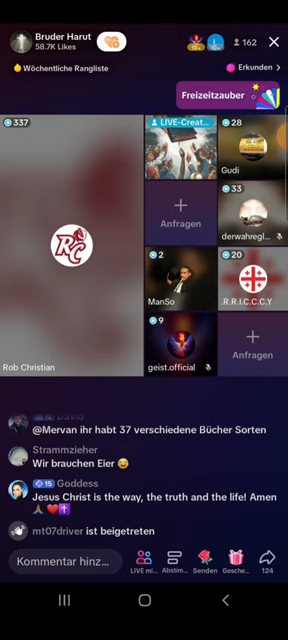 Bruder Harut
58.7K Likes
10+
10+
162
Wöchentliche Rangliste
Erkunden >
Freizeitzauber
337
LIVE-Creat...
28
Gudi
Anfragen
33
derwahregl...
RC
2
ManSo
20
.R.R.I.C.C.Y
9
geist.official
Anfragen
Rob Christian
David
@Mervan ihr habt 37 verschiedene Bücher Sorten
Strammzieher
Wir brauchen Eier 😂
15 Goddess
Jesus Christ is the way, the truth and the life! Amen
🙏🏽❤️✝️
mt07driver ist beigetreten
Kommentar hinz...
LIVE mi...
Abstim...
Senden
Gesche...
124